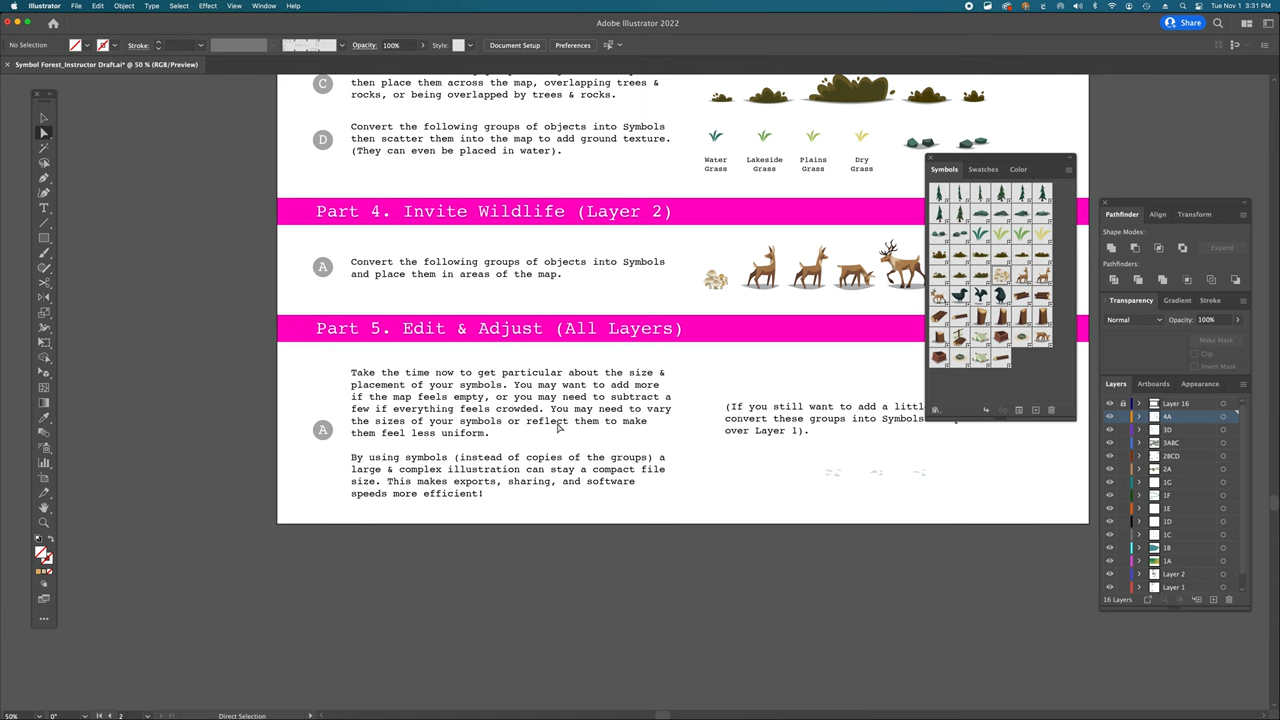 Illustrator File Edit Object Type Select Effect View Window Help
Tue Nov 1 3:31 PM
Adobe Illustrator 2022
Share
No Selection
Stroke:
Opacity: 100%
Style:
Document Setup
Preferences
Symbol Forest_Instructor Draft.ai* @ 50 % (RGB/Preview)
C
then place them across the map, overlapping trees &
rocks, or being overlapped by trees & rocks.
D
Convert the following groups of objects into Symbols
then scatter them into the map to add ground texture.
(They can even be placed in water).
Water
Grass
Lakeside
Grass
Plains
Grass
Dry
Grass
Part 4. Invite Wildlife (Layer 2)
A
Convert the following groups of objects into Symbols
and place them in areas of the map.
Part 5. Edit & Adjust (All Layers)
A
Take the time now to get particular about the size &
placement of your symbols. You may want to add more
if the map feels empty, or you may need to subtract a
few if everything feels crowded. You may need to vary
the sizes of your symbols or reflect them to make
them feel less uniform.
By using symbols (instead of copies of the groups) a
large & complex illustration can stay a compact file
size. This makes exports, sharing, and software
speeds more efficient!
(If you still want to add a littl
convert these groups into Symbols
over Layer 1).
Symbols Swatches Color
Pathfinder Align Transform
Shape Modes:
Expand
Pathfinders:
Transparency Gradient Stroke
Normal
Opacity: 100%
Make Mask
Clip
Invert Mask
Layers Artboards Appearance
Layer 16
4A
3D
3ABC
2BCD
2A
1G
1F
1E
1D
1C
1B
1A
Layer 2
Layer 1
16 Layers
50%
0°
2
Direct Selection